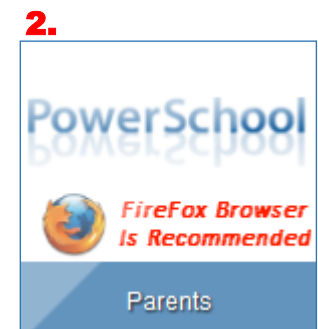 2.
PowerSchool
FireFox Browser
Is Recommended
Parents